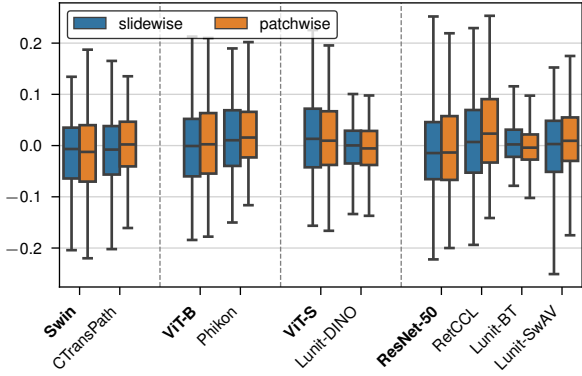 slidewise patchwise
0.2
0.1
0.0
−0.1
−0.2
Swin
CTransPath
ViT-B
Phikon
ViT-S
Lunit-DINO
ResNet-50
RetCCL
Lunit-BT
Lunit-SwAV